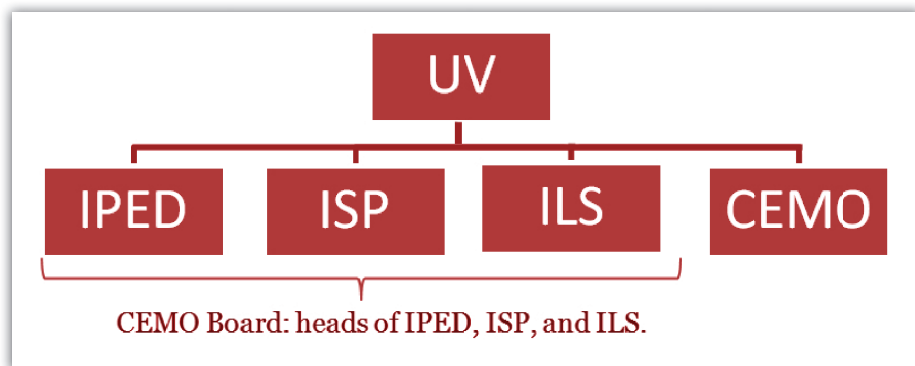 UV
IPED ISP ILS CEMO
CEMO Board: heads of IPED, ISP, and ILS.